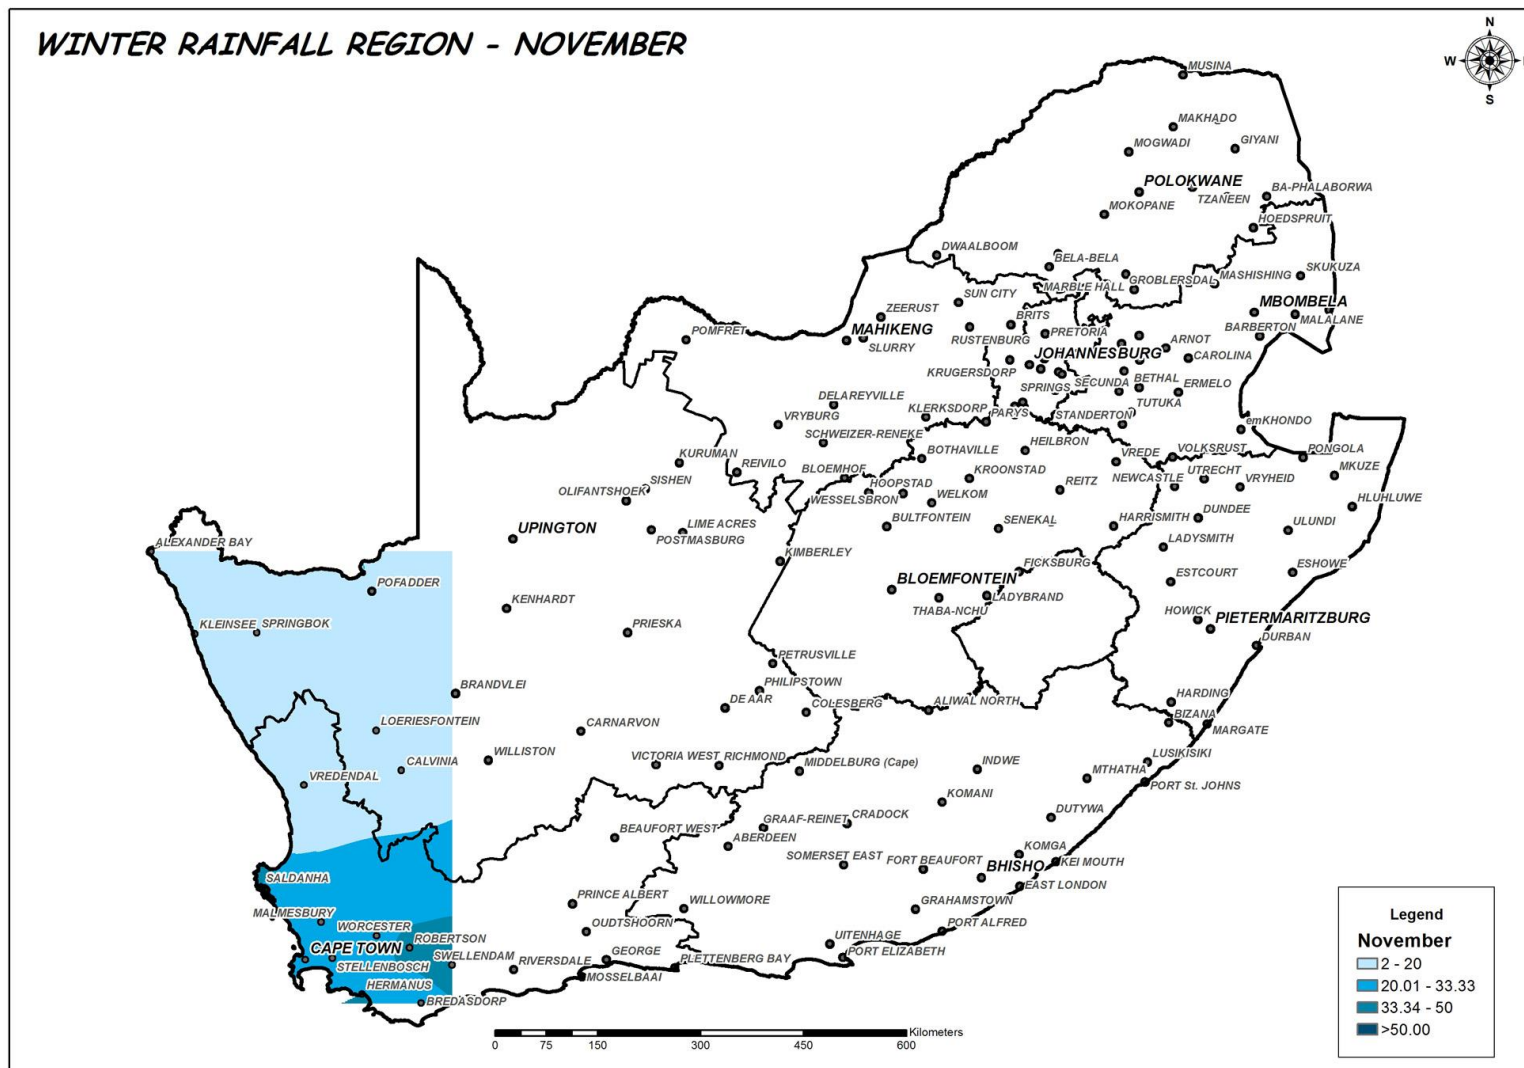 WINTER RAINFALL REGION - NOVEMBER
N
W
S
MUSINA
MAKHADO
MOGWADI
GIYANI
POLOKWANE
TZANEEN
BA-PHALABORWA
MOKOPANE
HOEDSPRUIT
DWAALBOOM
BELA-BELA
MARBLE HALL
GROBLERSDAL
MASHISHING
SKUKUZA
SUN CITY
ZEERUST
MBOMBELA
MALALANE
BARBERTON
POMFRET
MAHIKENG
SLURRY
RUSTENBURG
BRITS
PRETORIA
ARNOT
JOHANNESBURG
CAROLINA
KRUGERSDORP
SPRINGS
SECUNDA
BETHAL
ERMELO
DELAREYVILLE
VRYBURG
KLERKSDORP
PARYS
STANDERTON
TUTUKA
emKHONDO
SCHWEIZER-RENEKE
HEILBRON
KURUMAN
REIVILO
BLOEMHOF
BOTHAVILLE
VREDE
VOLKSRUST
PONGOLA
SISHEN
OLIFANTSHOEK
HOOPSTAD
WESSELSBRON
KROONSTAD
REITZ
NEWCASTLE
UTRECHT
VRYHEID
MKUZE
WELKOM
HLUHLUWE
UPINGTON
LIME ACRES
POSTMASBURG
BULTFONTEIN
SENEKAL
HARRISMITH
DUNDEE
ULUNDI
LADYSMITH
ALEXANDER BAY
KIMBERLEY
FICKSBURG
BLOEMFONTEIN
ESTCOURT
ESHOWE
POFADDER
LADYBRAND
THABA-NCHU
KENHARDT
HOWICK
PIETERMARITZBURG
KLEINSEE
SPRINGBOK
PRIESKA
DURBAN
PETRUSVILLE
BRANDVLEI
PHILIPSTOWN
HARDING
DE AAR
COLESBERG
ALIWAL NORTH
BIZANA
MARGATE
LOERIESFONTEIN
CARNARVON
WILLISTON
VICTORIA WEST
RICHMOND
MIDDELBURG (Cape)
INDWE
LUSIKISIKI
MTHATHA
PORT St. JOHNS
CALVINIA
VREDENDAL
KOMANI
DUTYWA
BEAUFORT WEST
GRAAF-REINET
CRADOCK
ABERDEEN
SOMERSET EAST
FORT BEAUFORT
BHISHO
KOMGA
KEI MOUTH
SALDANHA
EAST LONDON
PRINCE ALBERT
WILLOWMORE
GRAHAMSTOWN
MALMESBURY
WORCESTER
OUDTSHOORN
PORT ALFRED
CAPE TOWN
ROBERTSON
UITENHAGE
STELLENBOSCH
SWELLENDAM
RIVERSDALE
GEORGE
PLETTENBERG BAY
PORT ELIZABETH
MOSSELBAAI
HERMANUS
BREDASDORP
Kilometers
0 75 150 300 450 600
Legend
November
2 - 20
20.01 - 33.33
33.34 - 50
>50.00